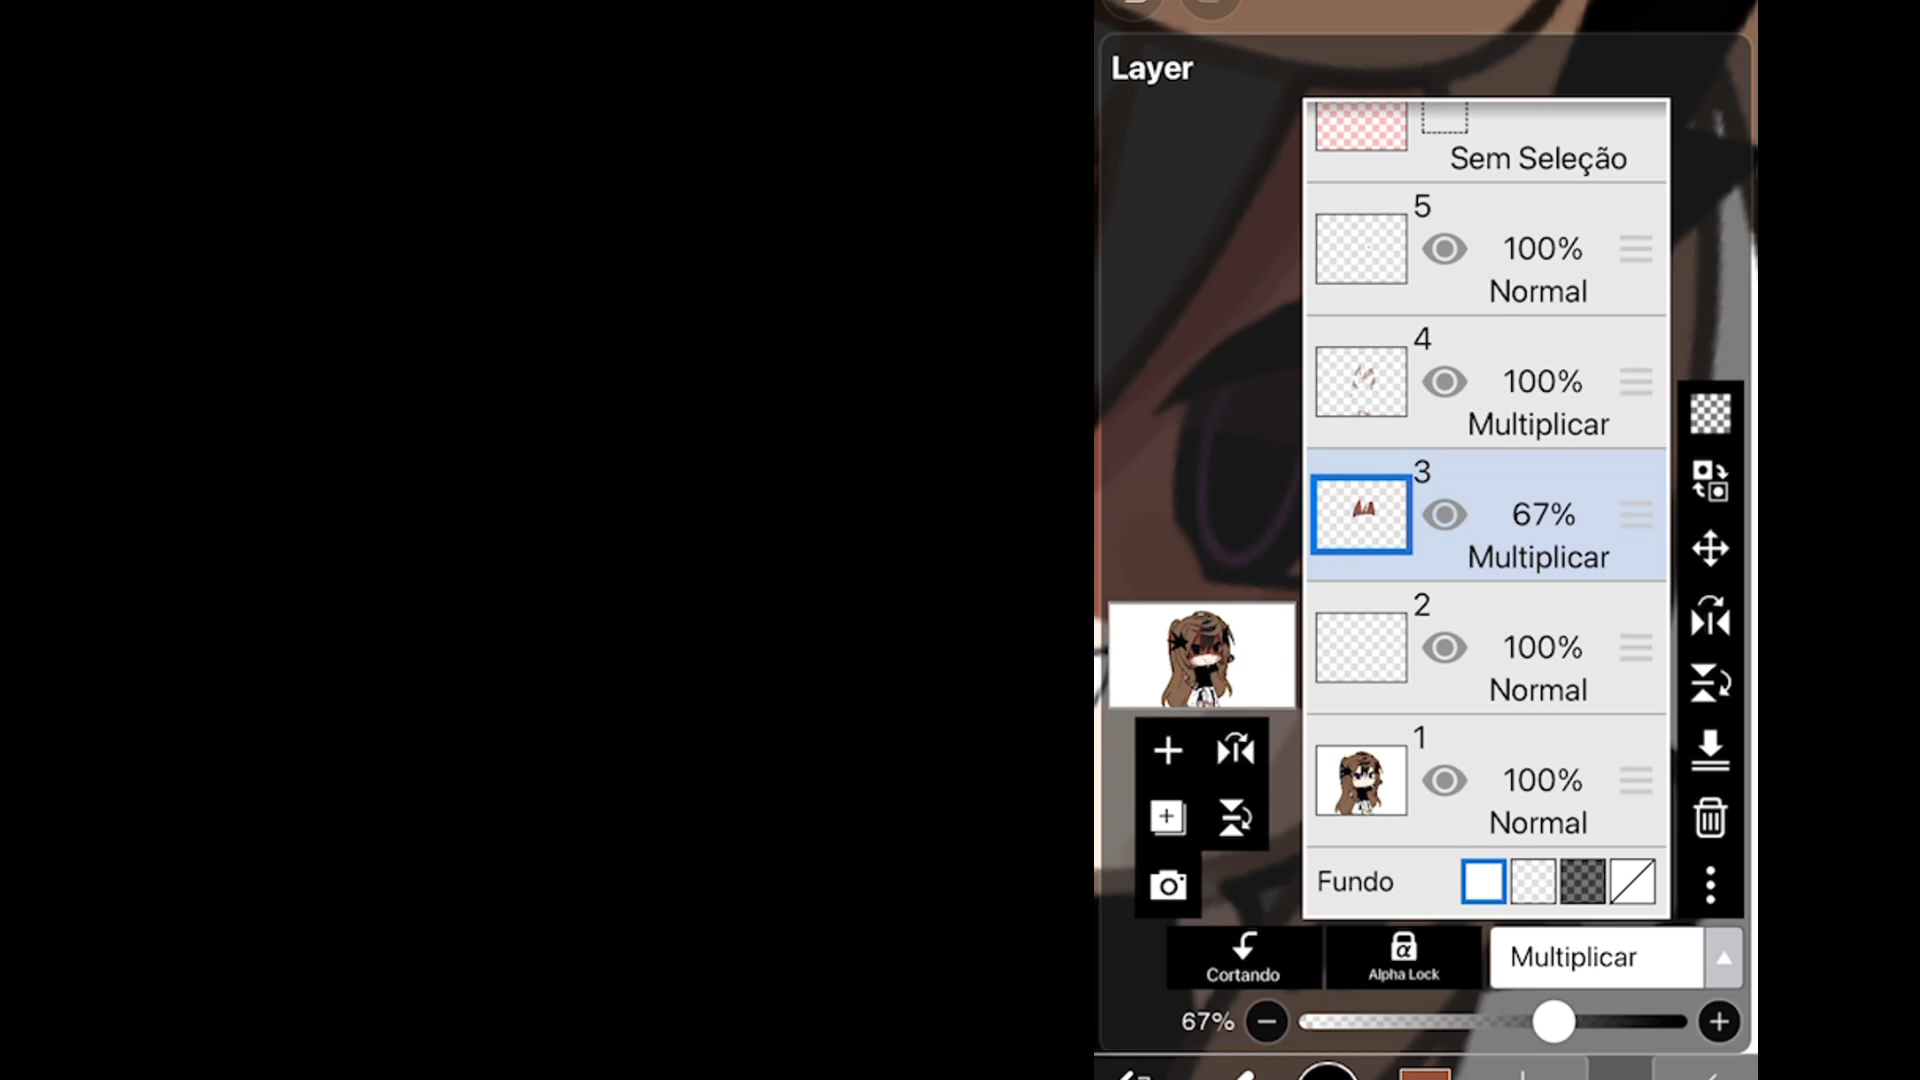 Layer
Sem Seleção
5
100%
Normal
4
100%
Multiplicar
3
67%
Multiplicar
2
100%
Normal
1
100%
Normal
Fundo
Cortando
Alpha Lock
Multiplicar
67%